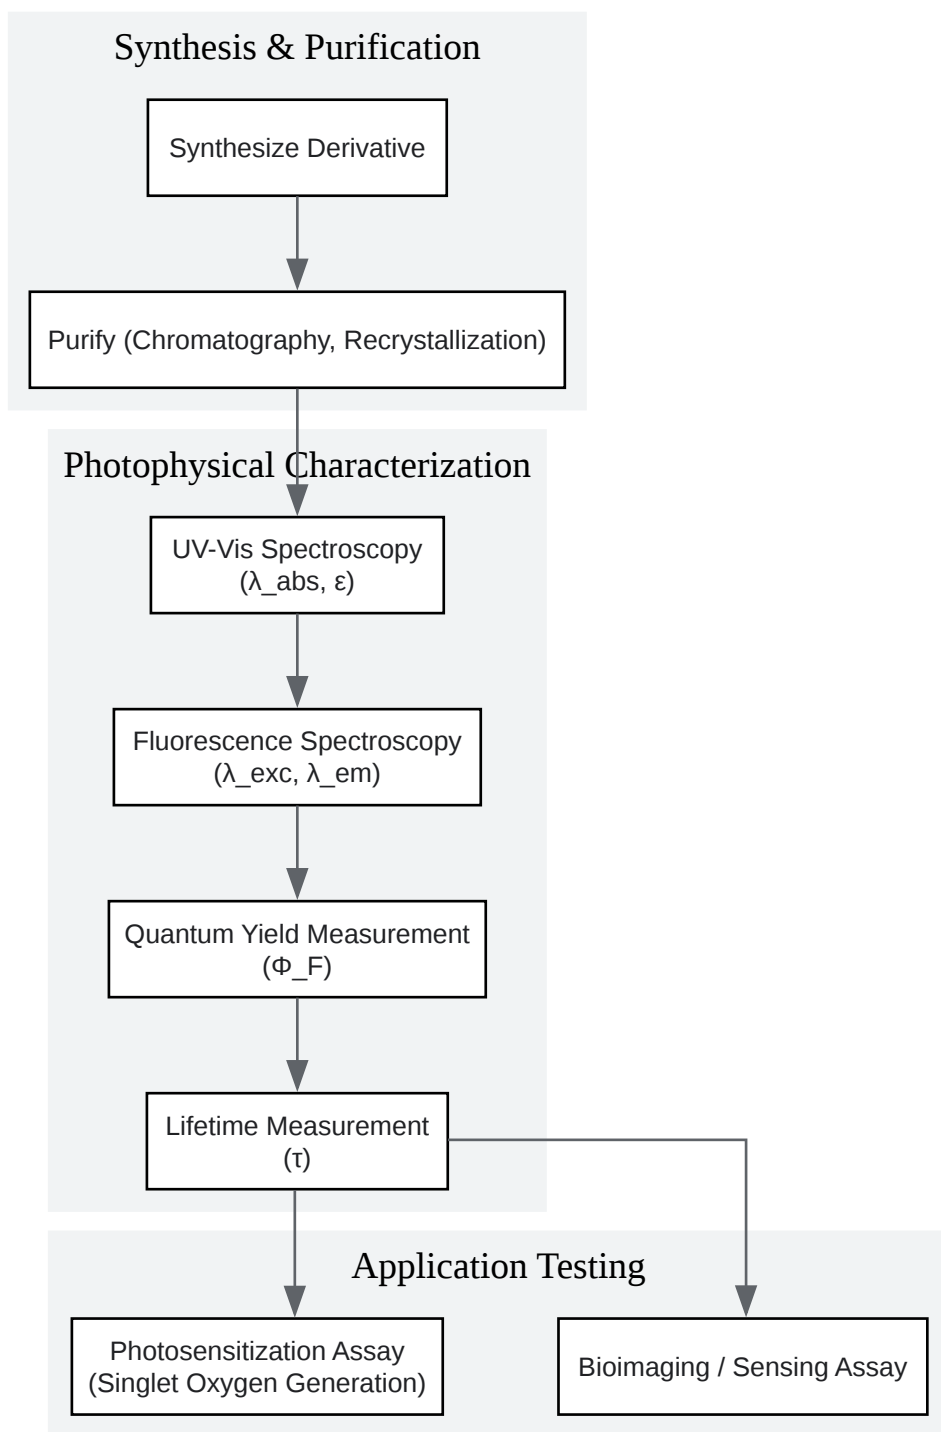 Synthesis & Purification
Synthesize Derivative
Purify (Chromatography, Recrystallization)
Photophysical Characterization
UV-Vis Spectroscopy
(λ_abs, ε)
Fluorescence Spectroscopy
(λ_exc, λ_em)
Quantum Yield Measurement
(Φ_F)
Lifetime Measurement
(τ)
Application Testing
Photosensitization Assay
(Singlet Oxygen Generation)
Bioimaging / Sensing Assay